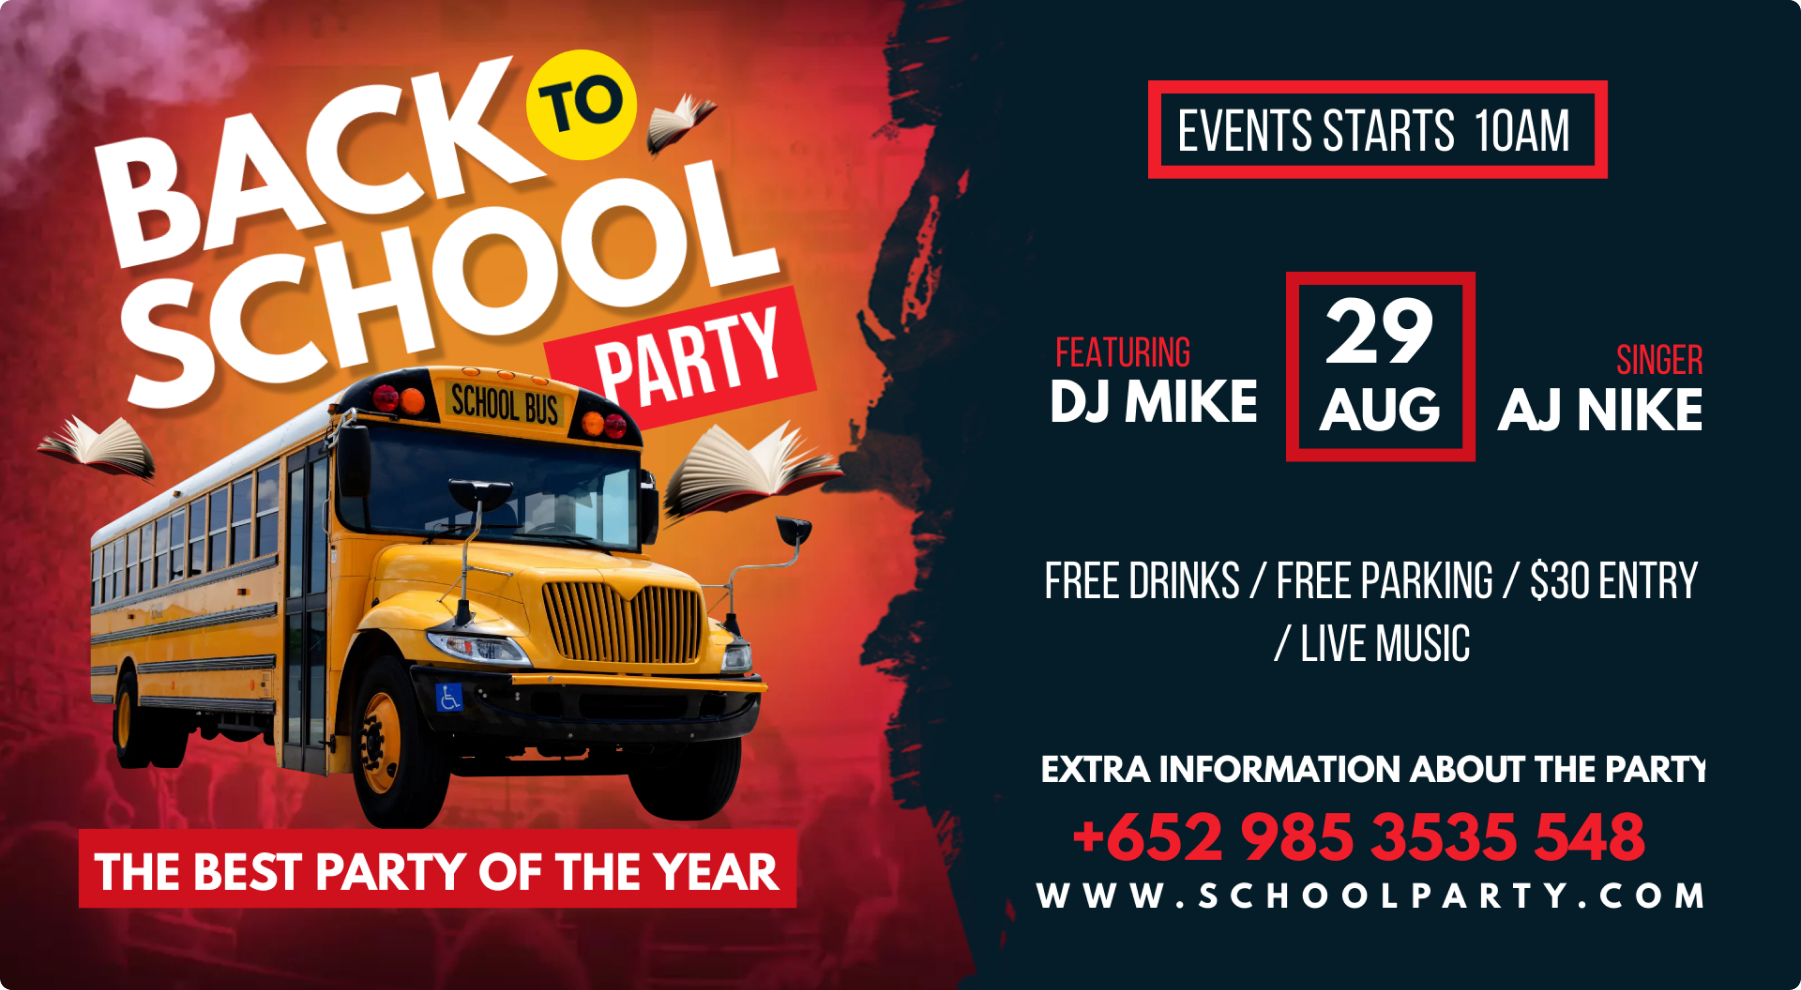 BACK TO
SCHOOL
PARTY
SCHOOL BUS
THE BEST PARTY OF THE YEAR
EVENTS STARTS 10AM
FEATURING
DJ MIKE
29
AUG
SINGER
AJ NIKE
FREE DRINKS / FREE PARKING / $30 ENTRY
/ LIVE MUSIC
EXTRA INFORMATION ABOUT THE PARTY
+652 985 3535 548
WWW.SCHOOLPARTY.COM